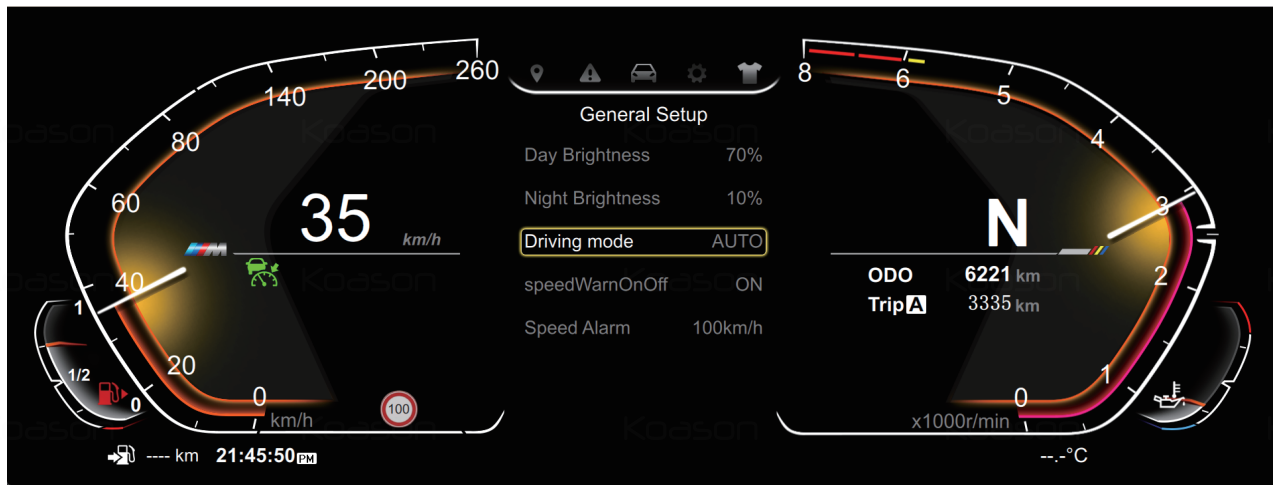 260
200
140
80
60
40
20
0
km/h
35
km/h
100
1
1/2
0
---- km 21:45:50 PM
General Setup
Day Brightness 70%
Night Brightness 10%
Driving mode AUTO
speedWarnOnOff ON
Speed Alarm 100km/h
8
6
5
4
3
2
1
0
x1000r/min
N
ODO 6221 km
Trip A 3335 km
--.-°C
M
Koason